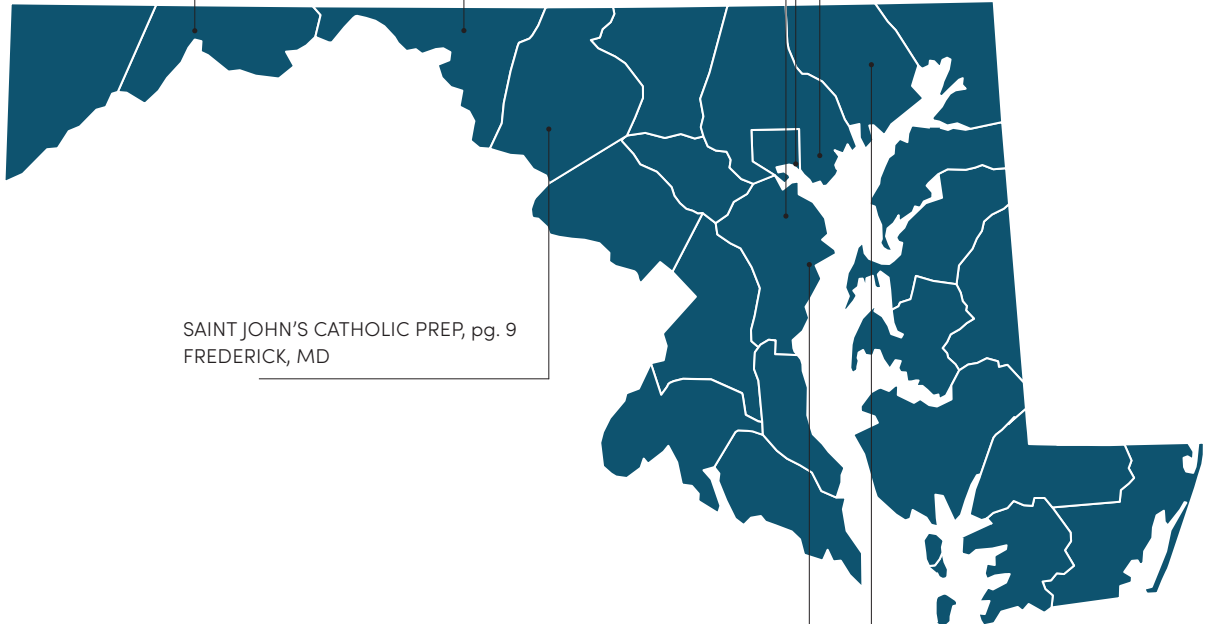 SAINT JOHN’S CATHOLIC PREP, pg. 9
FREDERICK, MD